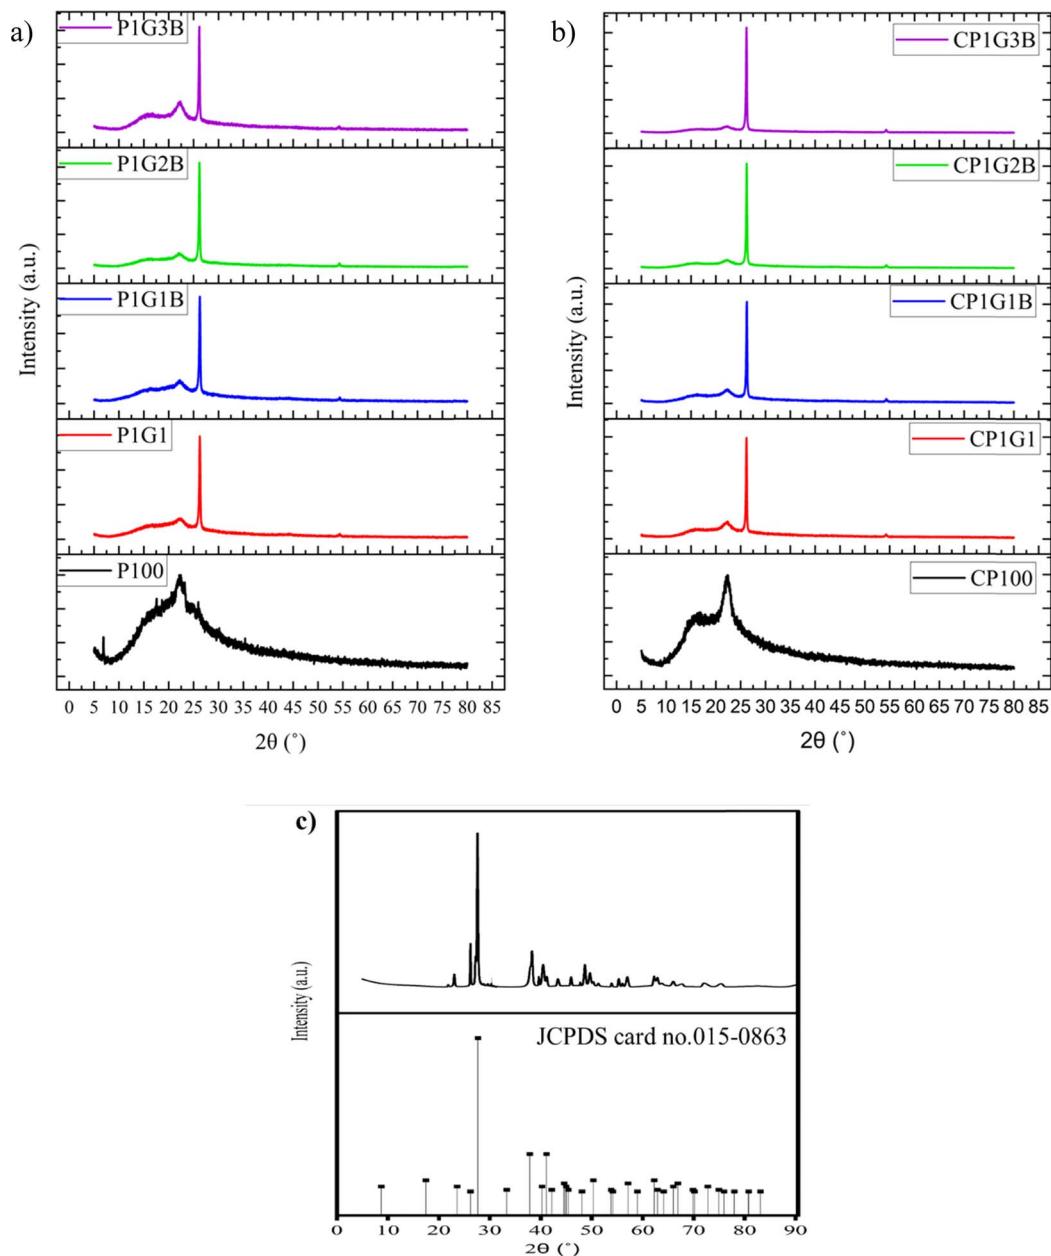 a)
P1G3B
P1G2B
P1G1B
P1G1
P100
Intensity (a.u.)
0 5 10 15 20 25 30 35 40 45 50 55 60 65 70 75 80 85
2θ (°)
b)
CP1G3B
CP1G2B
CP1G1B
CP1G1
CP100
Intensity (a.u.)
0 5 10 15 20 25 30 35 40 45 50 55 60 65 70 75 80 85
2θ (°)
c)
JCPDS card no.015-0863
Intensity (a.u.)
0 10 20 30 40 50 60 70 80 90
2θ (°)